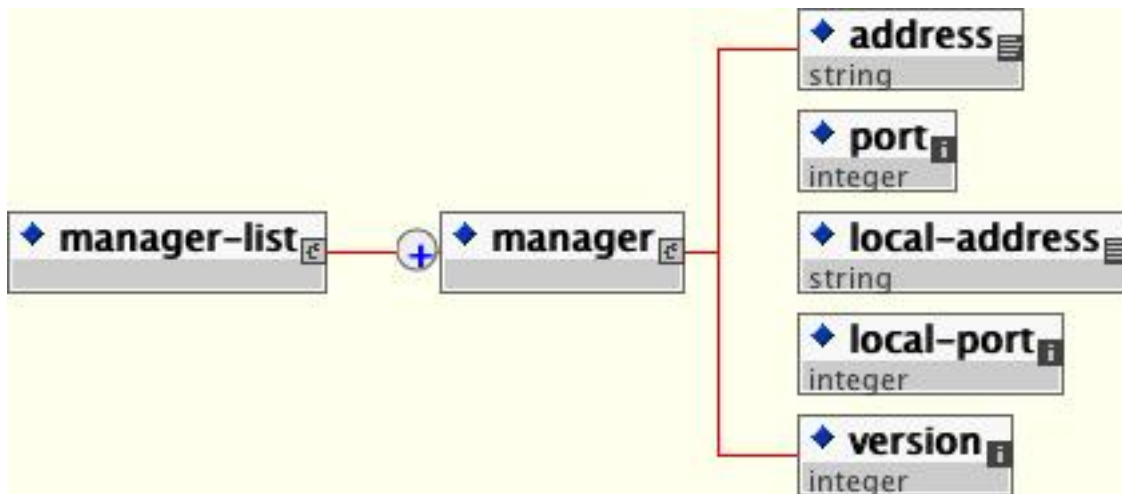 address
string
port
integer
manager-list
manager
local-address
string
local-port
integer
version
integer